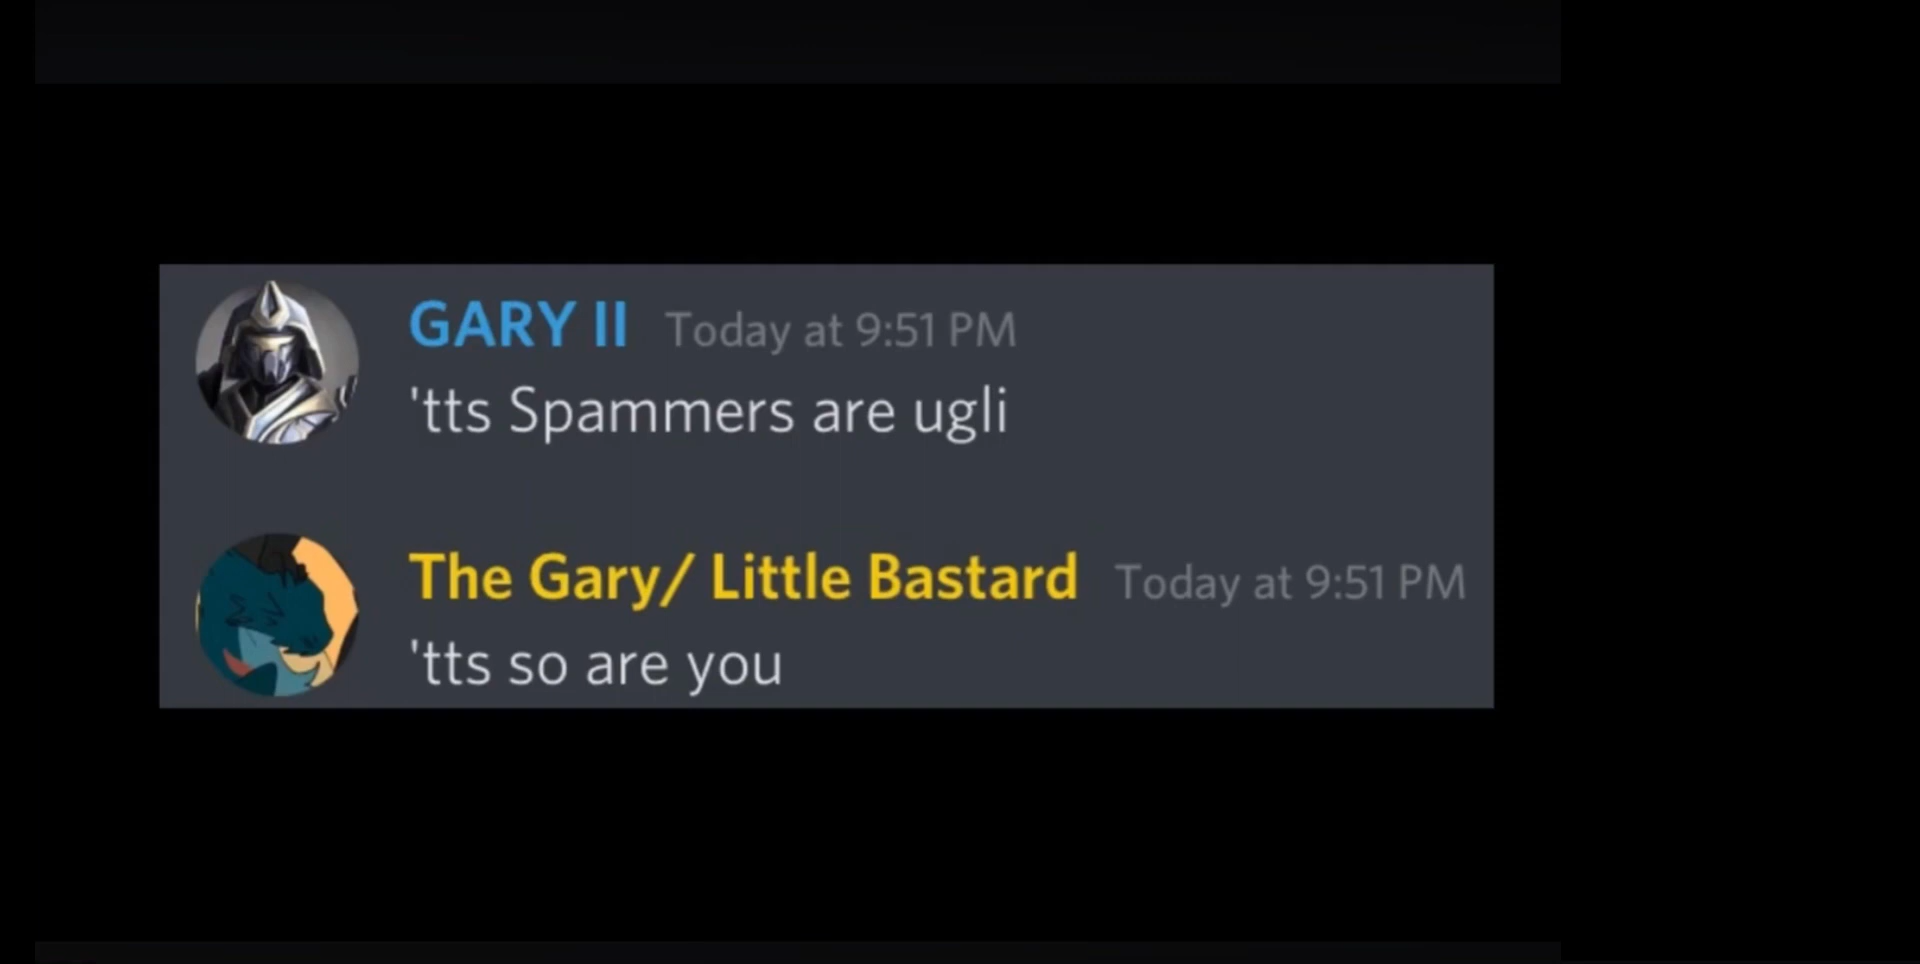 GARY II Today at 9:51 PM
'tts Spammers are ugli
The Gary/ Little Bastard Today at 9:51 PM
'tts so are you